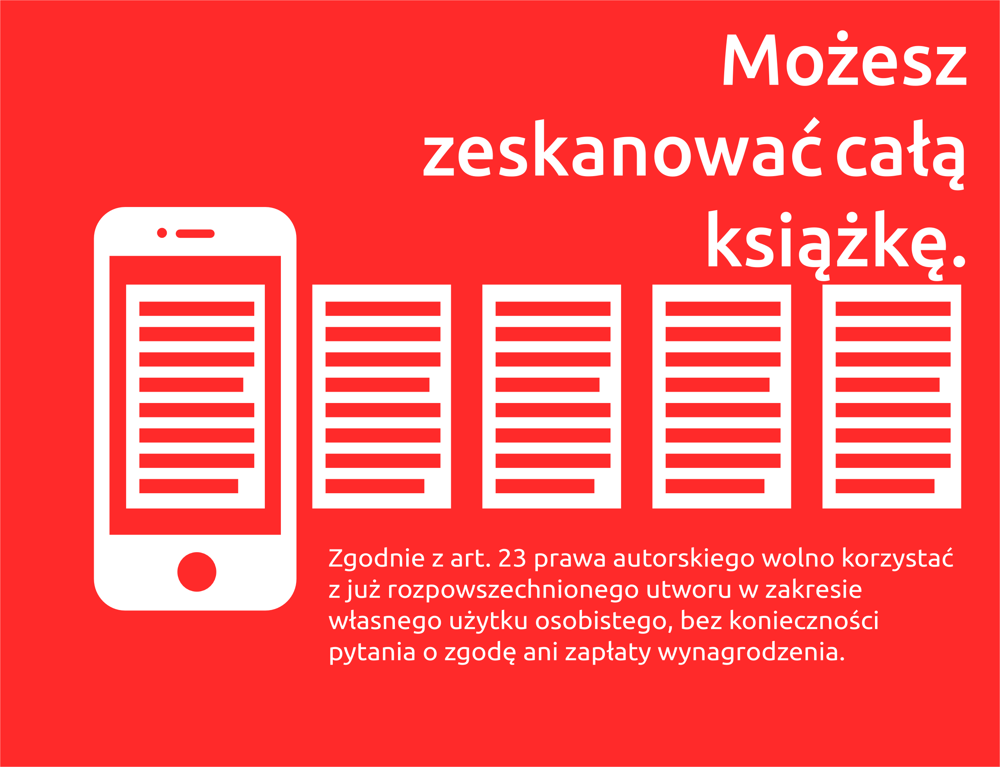 Możesz
zeskanować całą
książkę.
Zgodnie z art. 23 prawa autorskiego wolno korzystać
z już rozpowszechnionego utworu w zakresie
własnego użytku osobistego, bez konieczności
pytania o zgodę ani zapłaty wynagrodzenia.